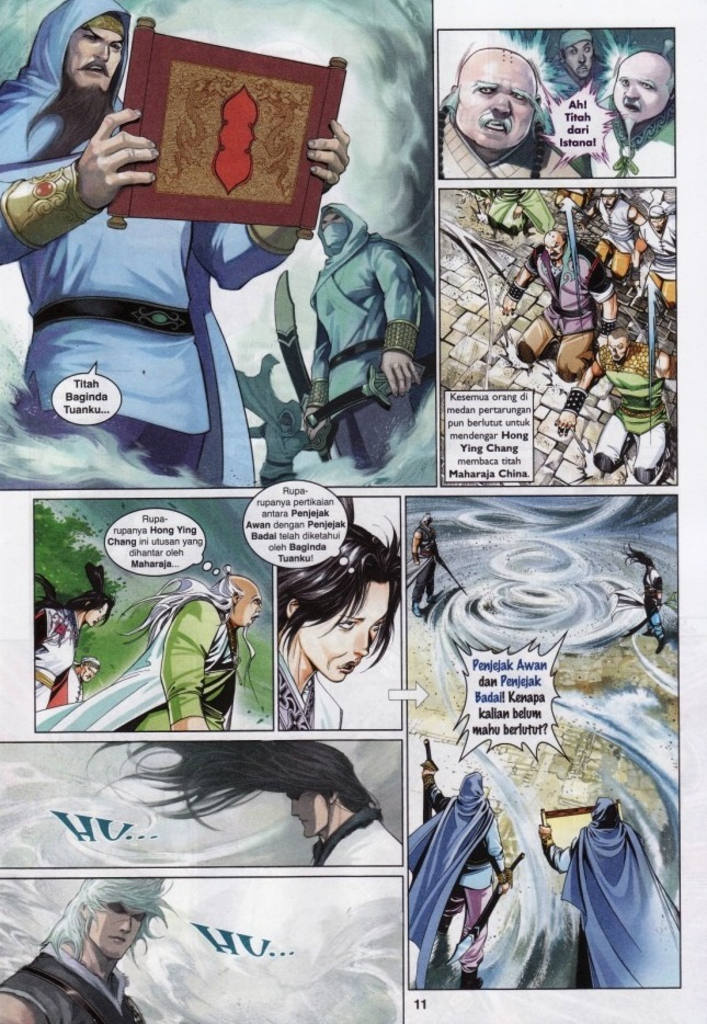 Titah
Baginda
Tuanku...
Ah!
Titah
dari
Istana!
Kesemua orang di
medan pertarungan
pun berlutut untuk
mendengar Hong
Ying Chang
membaca titah
Maharaja China.
Rupa-
rupanya Hong Ying
Chang ini utusan yang
dihantar oleh
Maharaja...
Rupa-
rupanya pertikaian
antara Penjejak
Awan dengan Penjejak
Badai telah diketahui
oleh Baginda
Tuanku!
Penjejak Awan
dan Penjejak
Badai! Kenapa
kalian belum
mahu berlutut?
HU...
HU...
11